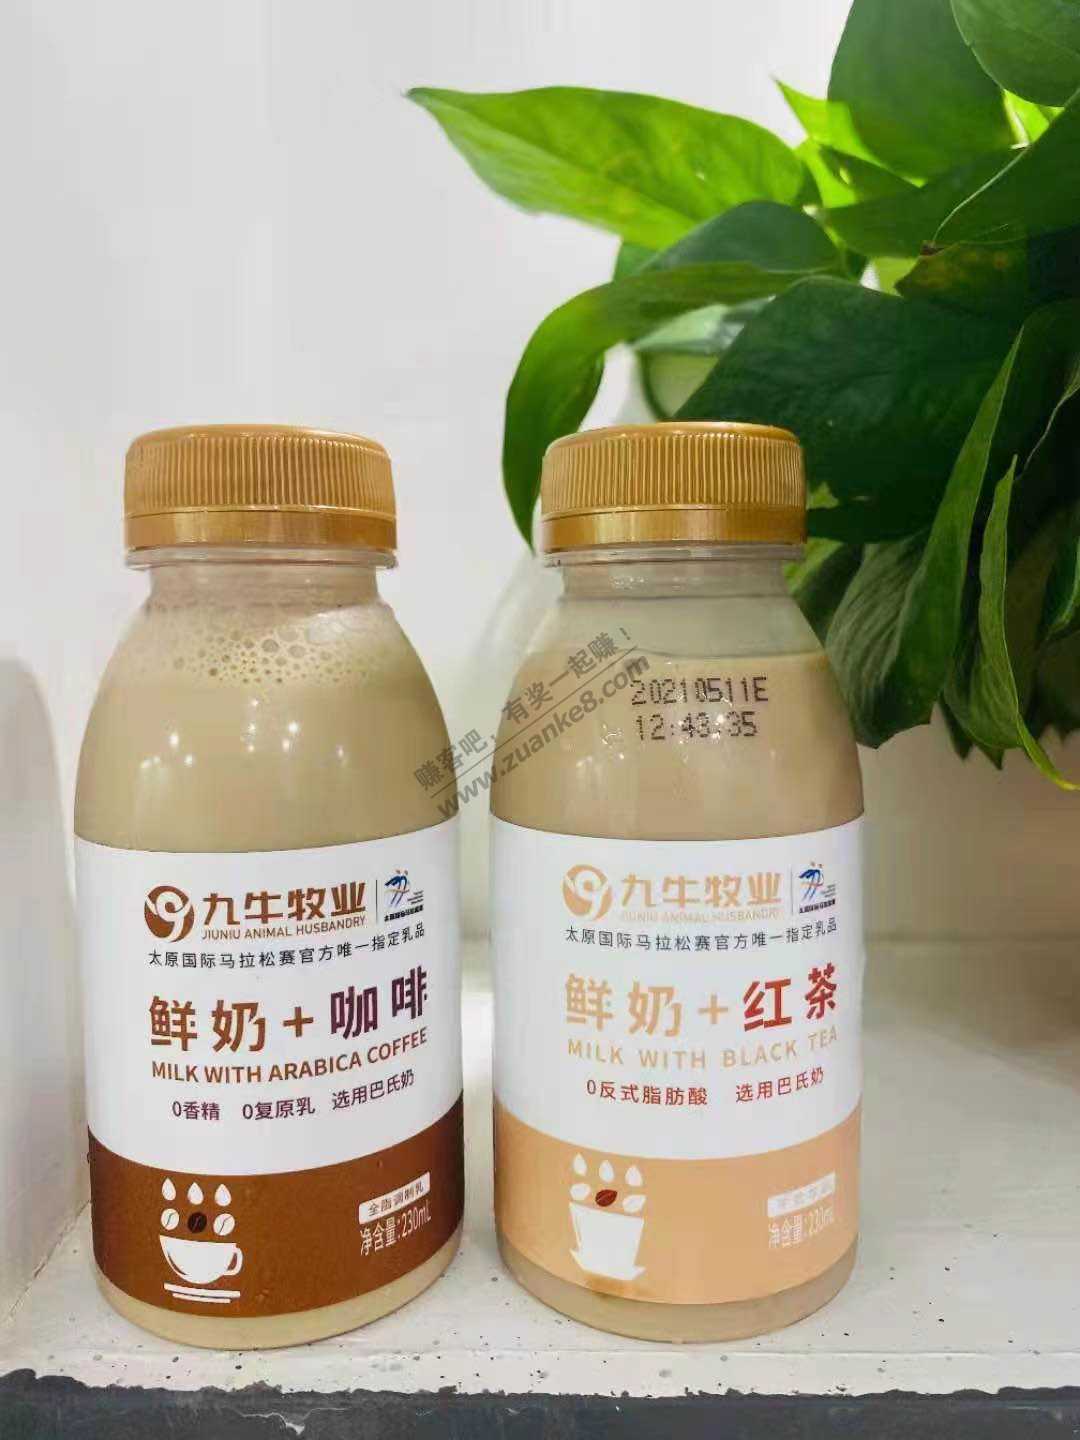 赚客吧，有奖一起赚！
www.zuanke8.com
20210511E
12:43:35
九牛牧业
JIUNIU ANIMAL HUSBANDRY
太原国际马拉松赛官方唯一指定乳品
鲜奶+咖啡
MILK WITH ARABICA COFFEE
0香精 0复原乳 选用巴氏奶
全脂调制乳
净含量:230mL
九牛牧业
JIUNIU ANIMAL HUSBANDRY
太原国际马拉松赛官方唯一指定乳品
鲜奶+红茶
MILK WITH BLACK TEA
0反式脂肪酸 选用巴氏奶
净含量:230mL